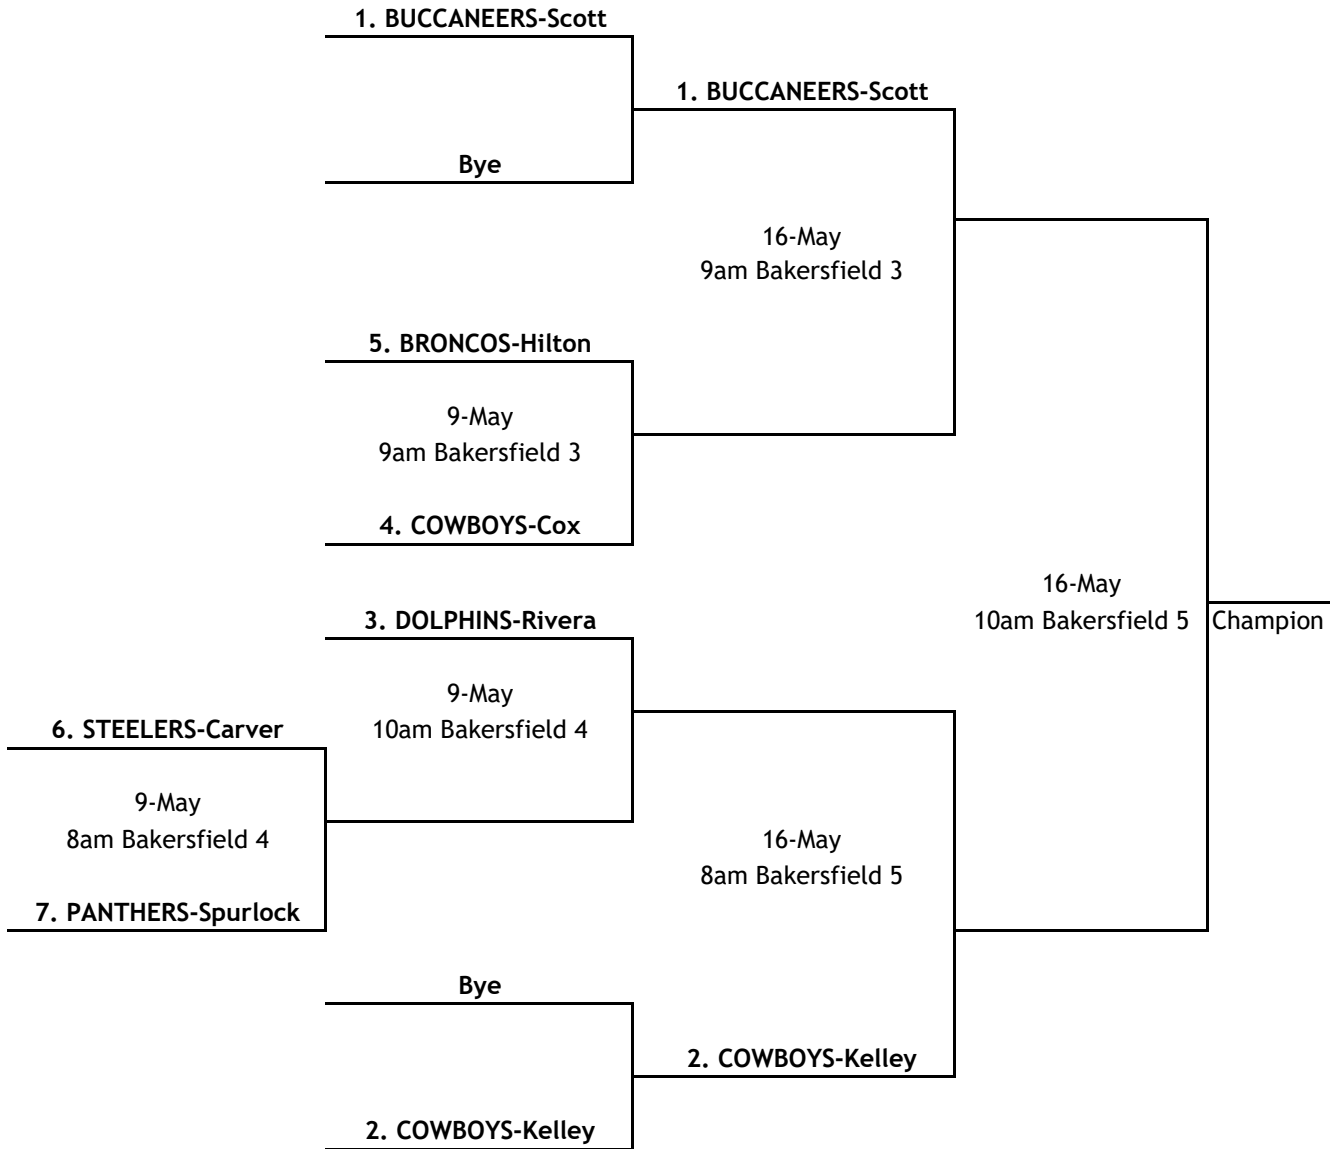 1. BUCCANEERS-Scott
1. BUCCANEERS-Scott
Bye
16-May
9am Bakersfield 3
5. BRONCOS-Hilton
9-May
9am Bakersfield 3
4. COWBOYS-Cox
16-May
10am Bakersfield 5
Champion
3. DOLPHINS-Rivera
9-May
10am Bakersfield 4
6. STEELERS-Carver
9-May
8am Bakersfield 4
16-May
8am Bakersfield 5
7. PANTHERS-Spurlock
Bye
2. COWBOYS-Kelley
2. COWBOYS-Kelley